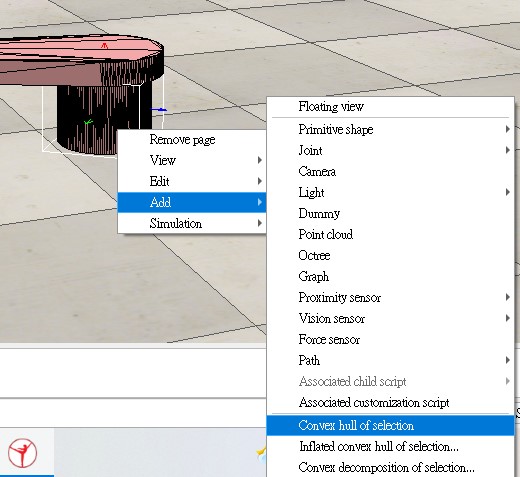 Remove page
View
Edit
Add
Simulation
Floating view
Primitive shape
Joint
Camera
Light
Dummy
Point cloud
Octree
Graph
Proximity sensor
Vision sensor
Force sensor
Path
Associated child script
Associated customization script
Convex hull of selection
Inflated convex hull of selection...
Convex decomposition of selection...